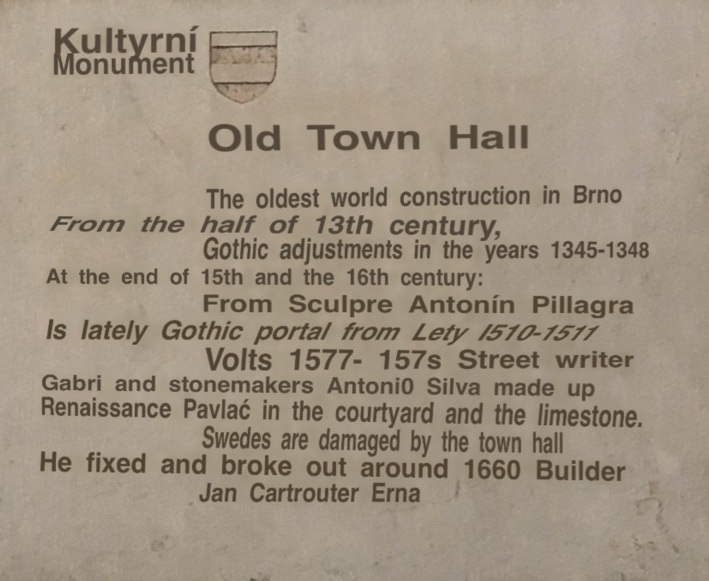 Kultyrní
Monument
Old Town Hall
The oldest world construction in Brno
From the half of 13th century,
Gothic adjustments in the years 1345-1348
At the end of 15th and the 16th century:
From Sculpre Antonín Pillagra
Is lately Gothic portal from Lety 1510-1511
Volts 1577- 157s Street writer
Gabri and stonemakers Antoni0 Silva made up
Renaissance Pavlać in the courtyard and the limestone.
Swedes are damaged by the town hall
He fixed and broke out around 1660 Builder
Jan Cartrouter Erna